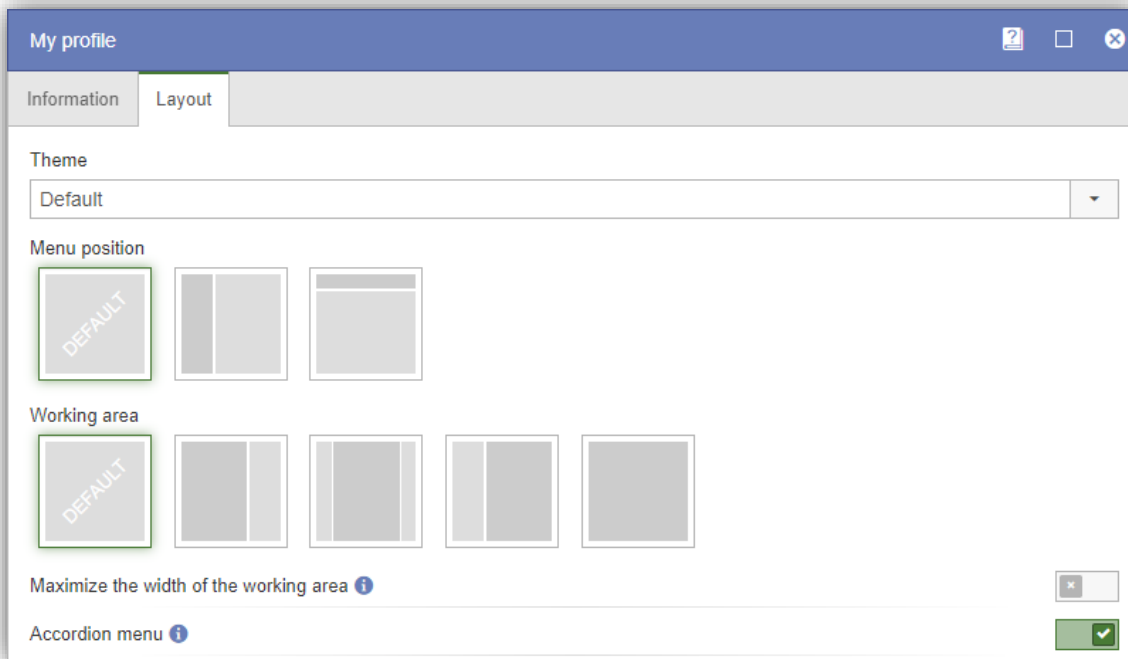 My profile
Information Layout
Theme
Default
Menu position
DEFAULT
Working area
DEFAULT
Maximize the width of the working area
Accordion menu